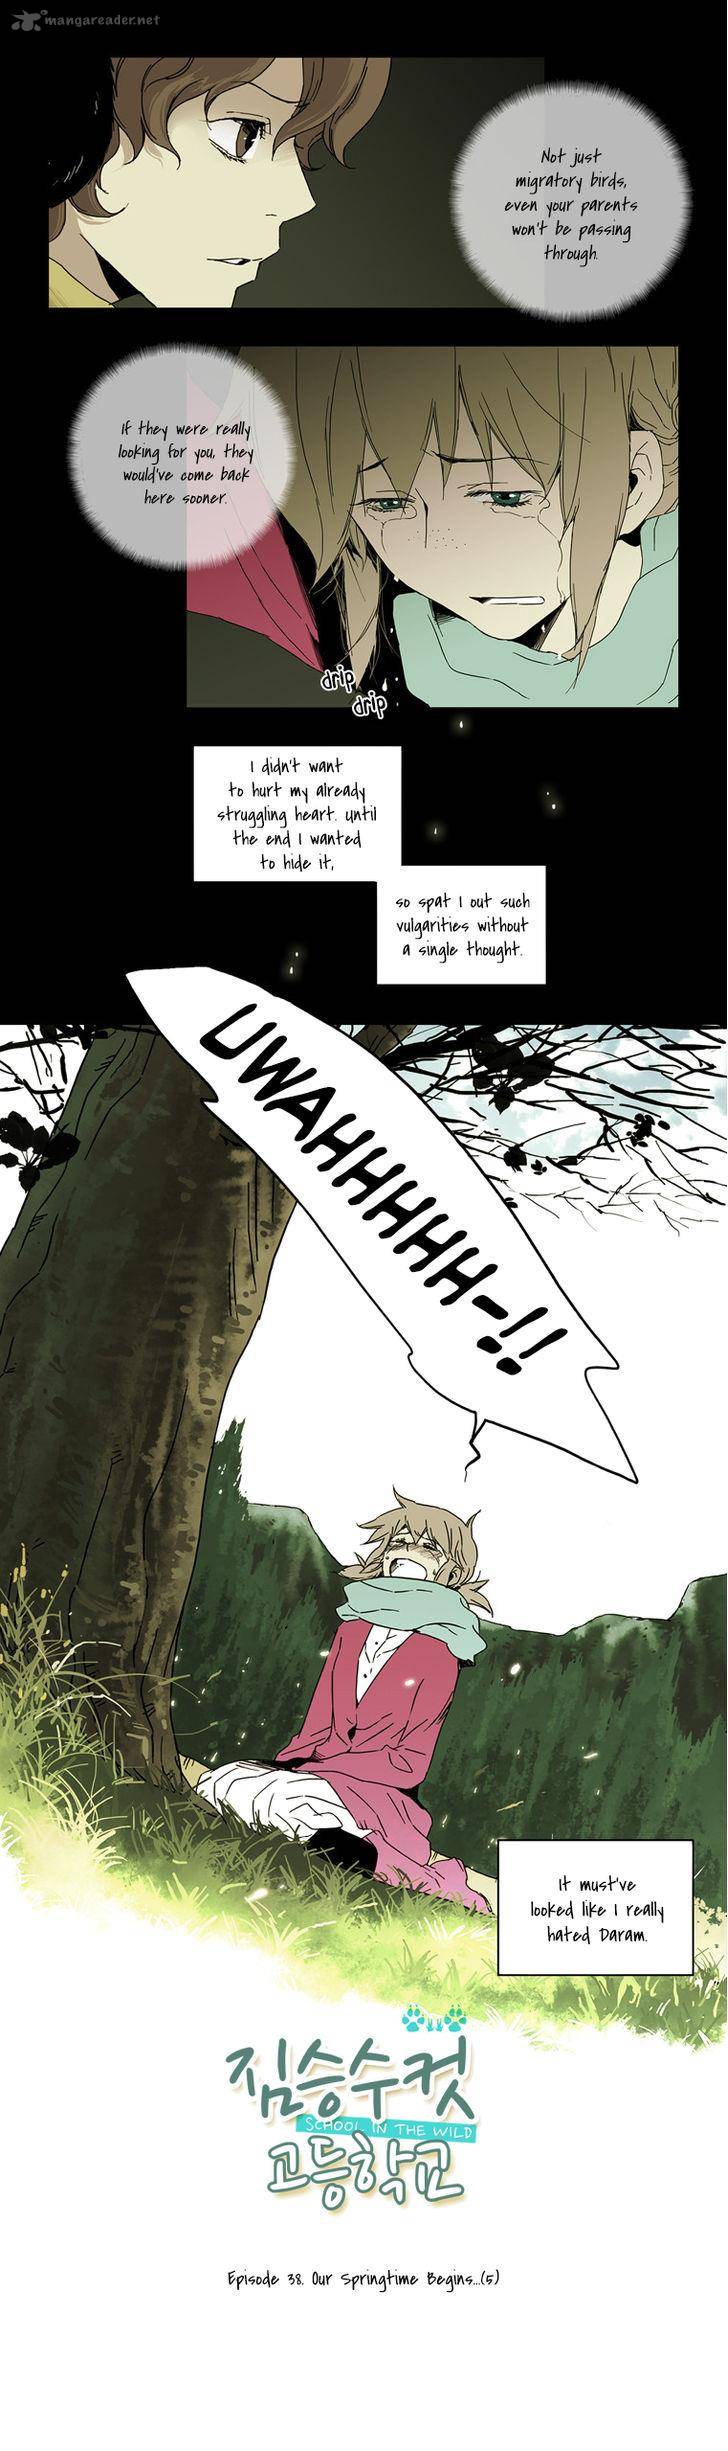 mangareader.net
Not just
migratory birds,
even your parents
won't be passing
through.
If they were really
looking for you, they
would've come back
here sooner.
drip
drip
I didn't want
to hurt my already
struggling heart. until
the end I wanted
to hide it,
so spat I out such
vulgarities without
a single thought.
UWAHHHHHH-!!
It must've
looked like I really
hated Daram.
짐승수컷
SCHOOL IN THE WILD
고등학교
Episode 38. Our Springtime Begins...(5)